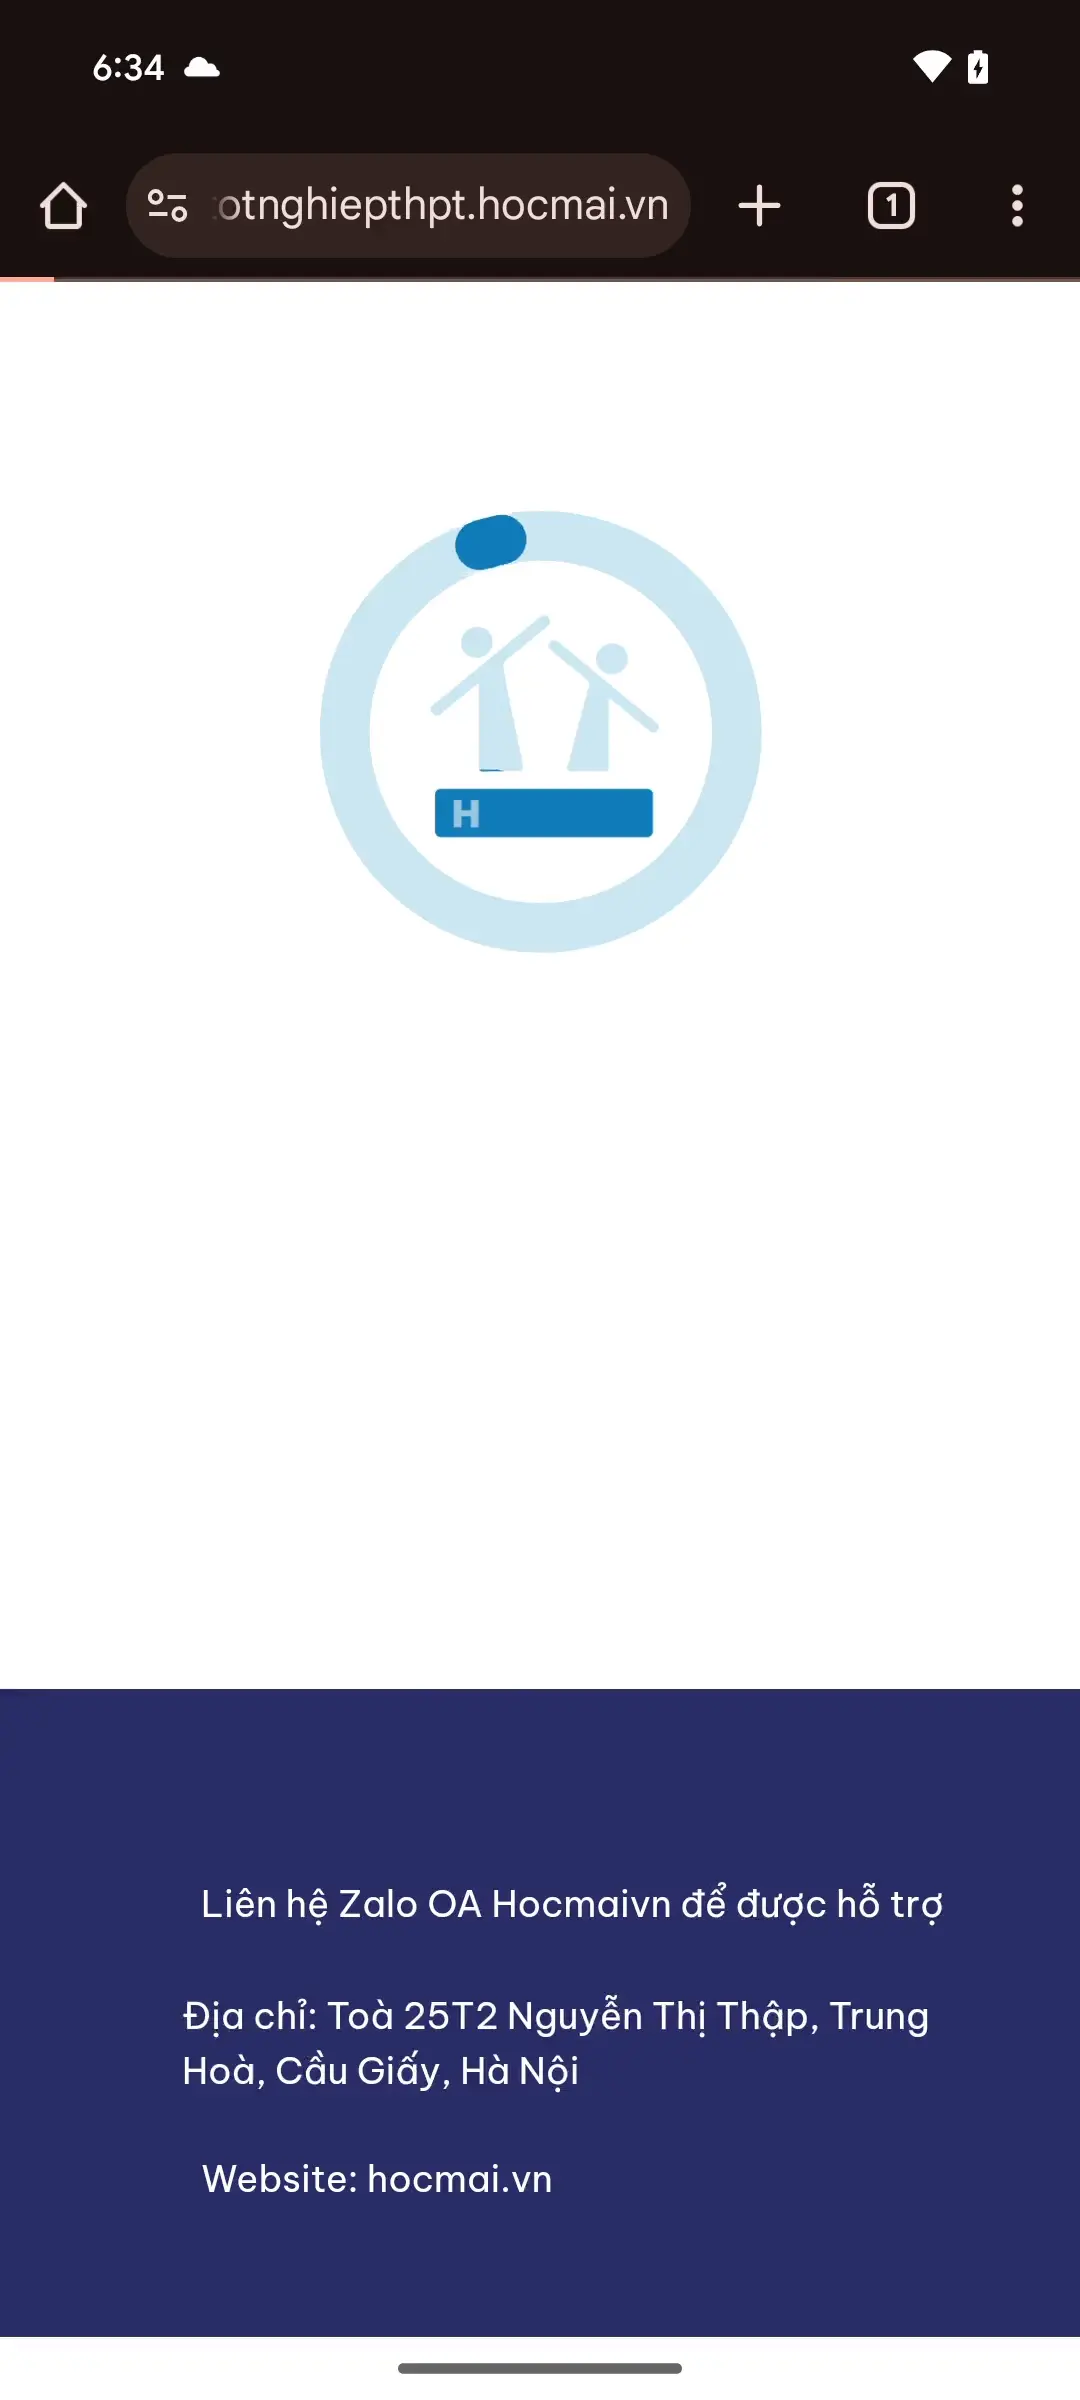 6:34
otnghiepthpt.hocmai.vn
1
H
Liên hệ Zalo OA Hocmaivn để được hỗ trợ
Địa chỉ: Toà 25T2 Nguyễn Thị Thập, Trung
Hoà, Cầu Giấy, Hà Nội
Website: hocmai.vn